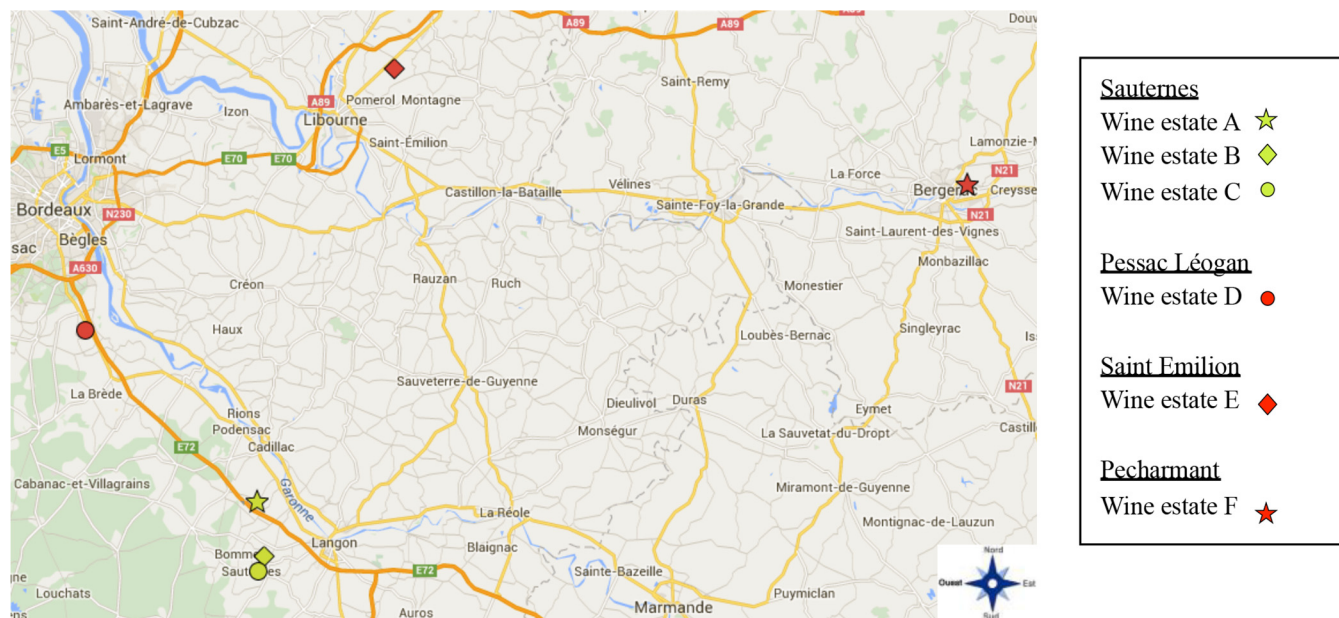 Saint-André-de-Cubzac
A89
A89
Douv
Saint-Remy
Ambarès-et-Lagrave
Izon
A89
Pomerol Montagne
Libourne
Lamonzie-M
E5
Lormont
E70
E70
Saint-Émilion
N21
Vélines
La Force
Castillon-la-Bataille
Bergerac
Creysse
Bordeaux
N230
Sainte-Foy-la-Grande
N21
Bègles
Saint-Laurent-des-Vignes
sac
A630
Monbazillac
Créon
Rauzan
Ruch
Monestier
Haux
Singleyrac
Loubès-Bernac
Iss
La Brède
Sauveterre-de-Guyenne
N21
Rions
Dieulivol
Duras
Eymet
Podensac
Castill
E72
Cadillac
Monségur
La Sauvetat-du-Dropt
Cabanac-et-Villagrains
Garonne
Miramont-de-Guyenne
La Réole
Montignac-de-Lauzun
Langon
Blaignac
Bomme
Sauternes
E72
Sainte-Bazeille
gne
Louchats
Puymiclan
Marmande
Auros
ens
Nord
Ouest
Est
Sud
Sauternes
Wine estate A
Wine estate B
Wine estate C
Pessac Léogan
Wine estate D
Saint Emilion
Wine estate E
Pecharmant
Wine estate F